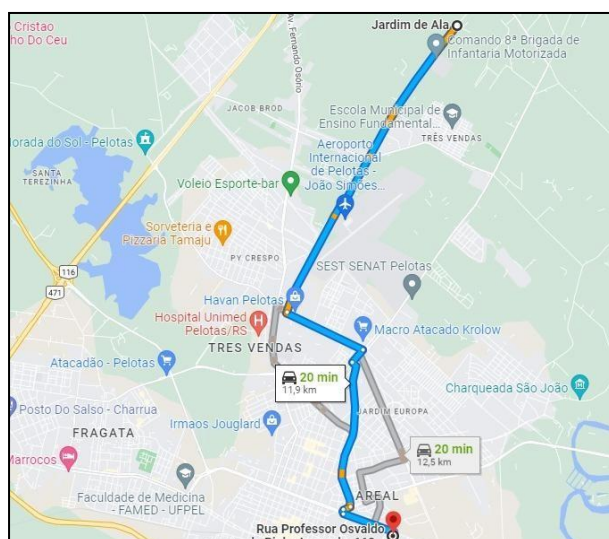 Cristao
ho Do Ceu
Av. Fernando Osório
Jardim de Ala
Comando 8ª Brigada de
Infantaria Motorizada
JACOB BROD
Escola Municipal de
Ensino Fundamental...
TRÊS VENDAS
orada do Sol - Pelotas
Aeroporto
Internacional
de Pelotas -
João Simões...
SANTA
TEREZINHA
Voleio Esporte-bar
Sorveteria e
Pizzaria Tamaju
PY CRESPO
SEST SENAT Pelotas
116
471
Havan Pelotas
Hospital Unimed
Pelotas/RS
Macro Atacado Krolow
TRES VENDAS
Atacadão - Pelotas
20 min
11,9 km
Charqueada São João
Posto Do Salso - Charrua
Irmaos Jouglard
JARDIM EUROPA
FRAGATA
20 min
12,5 km
Marrocos
Faculdade de Medicina
- FAMED - UFPEL
AREAL
Rua Professor Osvaldo